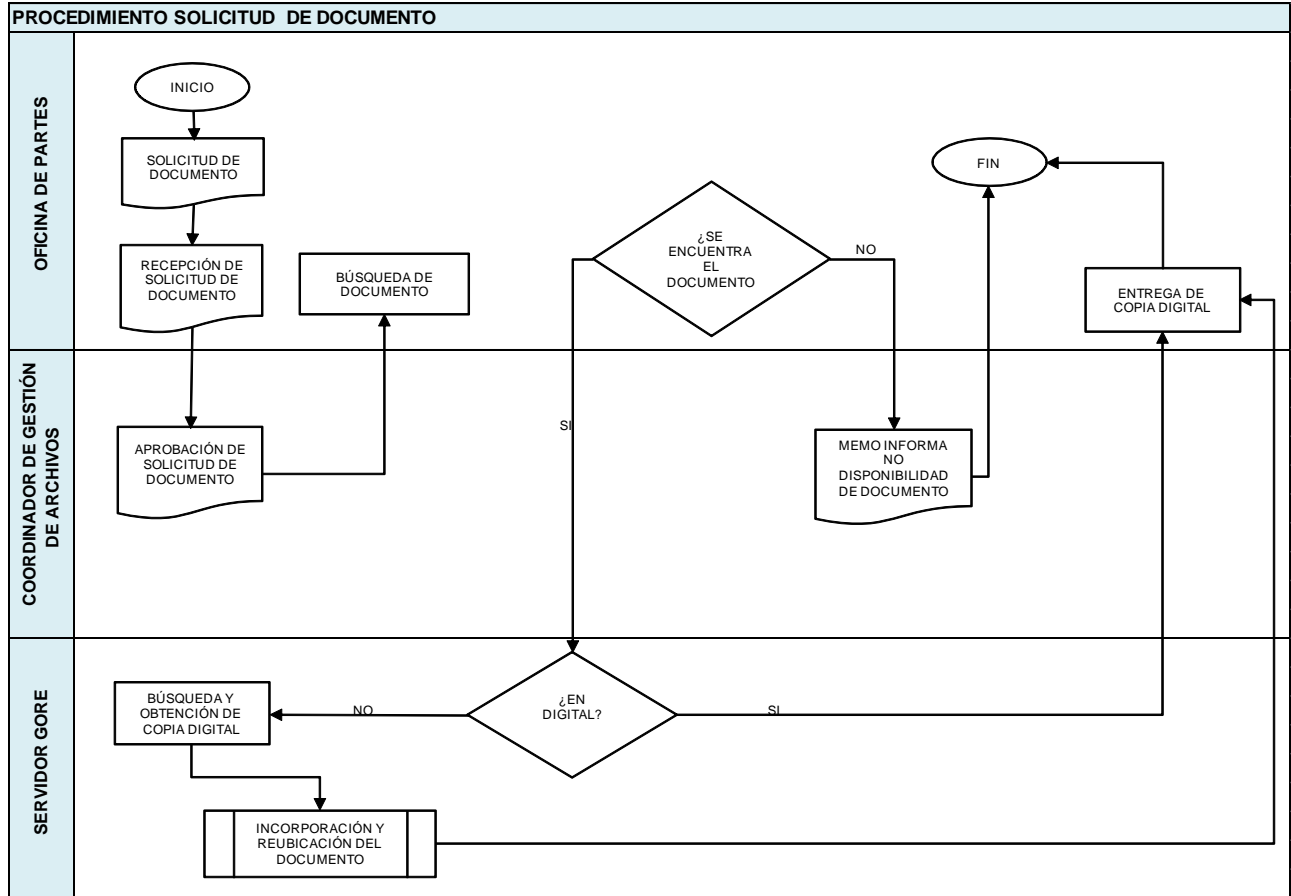 PROCEDIMIENTO SOLICITUD DE DOCUMENTO
OFICINA DE PARTES
INICIO
SOLICITUD DE
DOCUMENTO
RECEPCIÓN DE
SOLICITUD DE
DOCUMENTO
BÚSQUEDA DE
DOCUMENTO
¿SE
ENCUENTRA
EL
DOCUMENTO
NO
FIN
ENTREGA DE
COPIA DIGITAL
COORDINADOR DE GESTIÓN
DE ARCHIVOS
APROBACIÓN DE
SOLICITUD DE
DOCUMENTO
SI
MEMO INFORMA
NO
DISPONIBILIDAD
DE DOCUMENTO
SERVIDOR GORE
BÚSQUEDA Y
OBTENCIÓN DE
COPIA DIGITAL
NO
¿EN
DIGITAL?
SI
INCORPORACIÓN Y
REUBICACIÓN DEL
DOCUMENTO